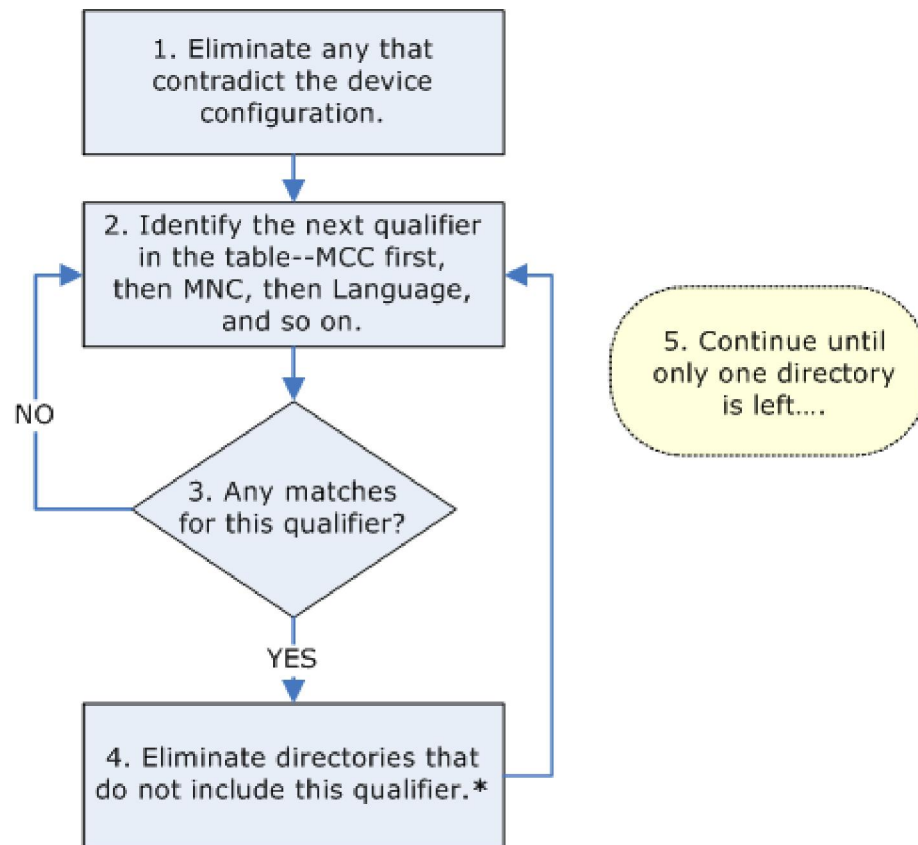 1. Eliminate any that
contradict the device
configuration.
2. Identify the next qualifier
in the table--MCC first,
then MNC, then Language,
and so on.
5. Continue until
only one directory
is left....
NO
3. Any matches
for this qualifier?
YES
4. Eliminate directories that
do not include this qualifier.*